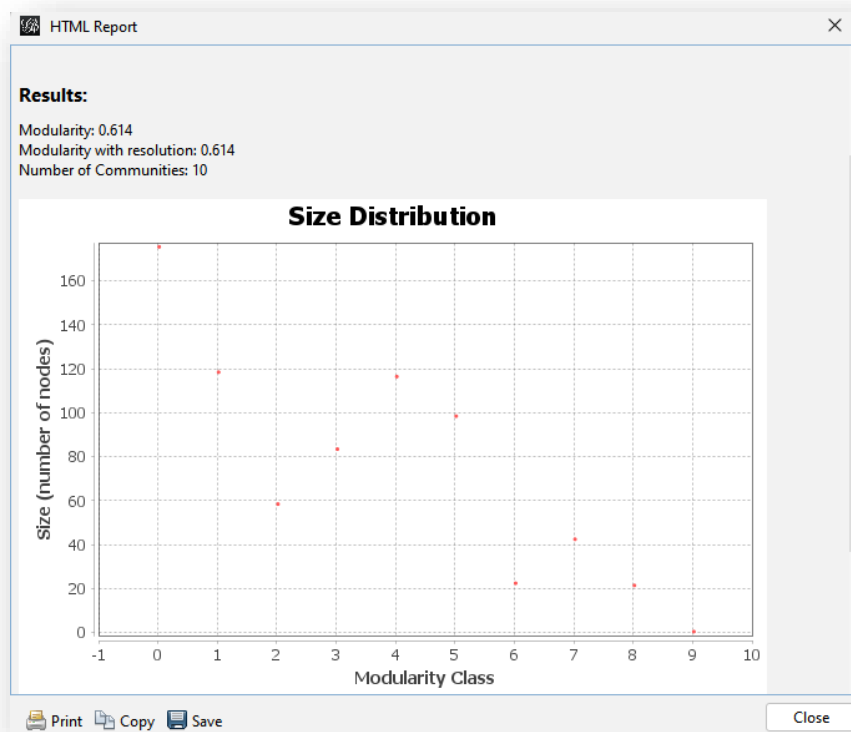 HTML Report
Results:
Modularity: 0.614
Modularity with resolution: 0.614
Number of Communities: 10
Size Distribution
Size (number of nodes)
160
140
120
100
80
60
40
20
0
-1 0 1 2 3 4 5 6 7 8 9 10
Modularity Class
Print Copy Save Close